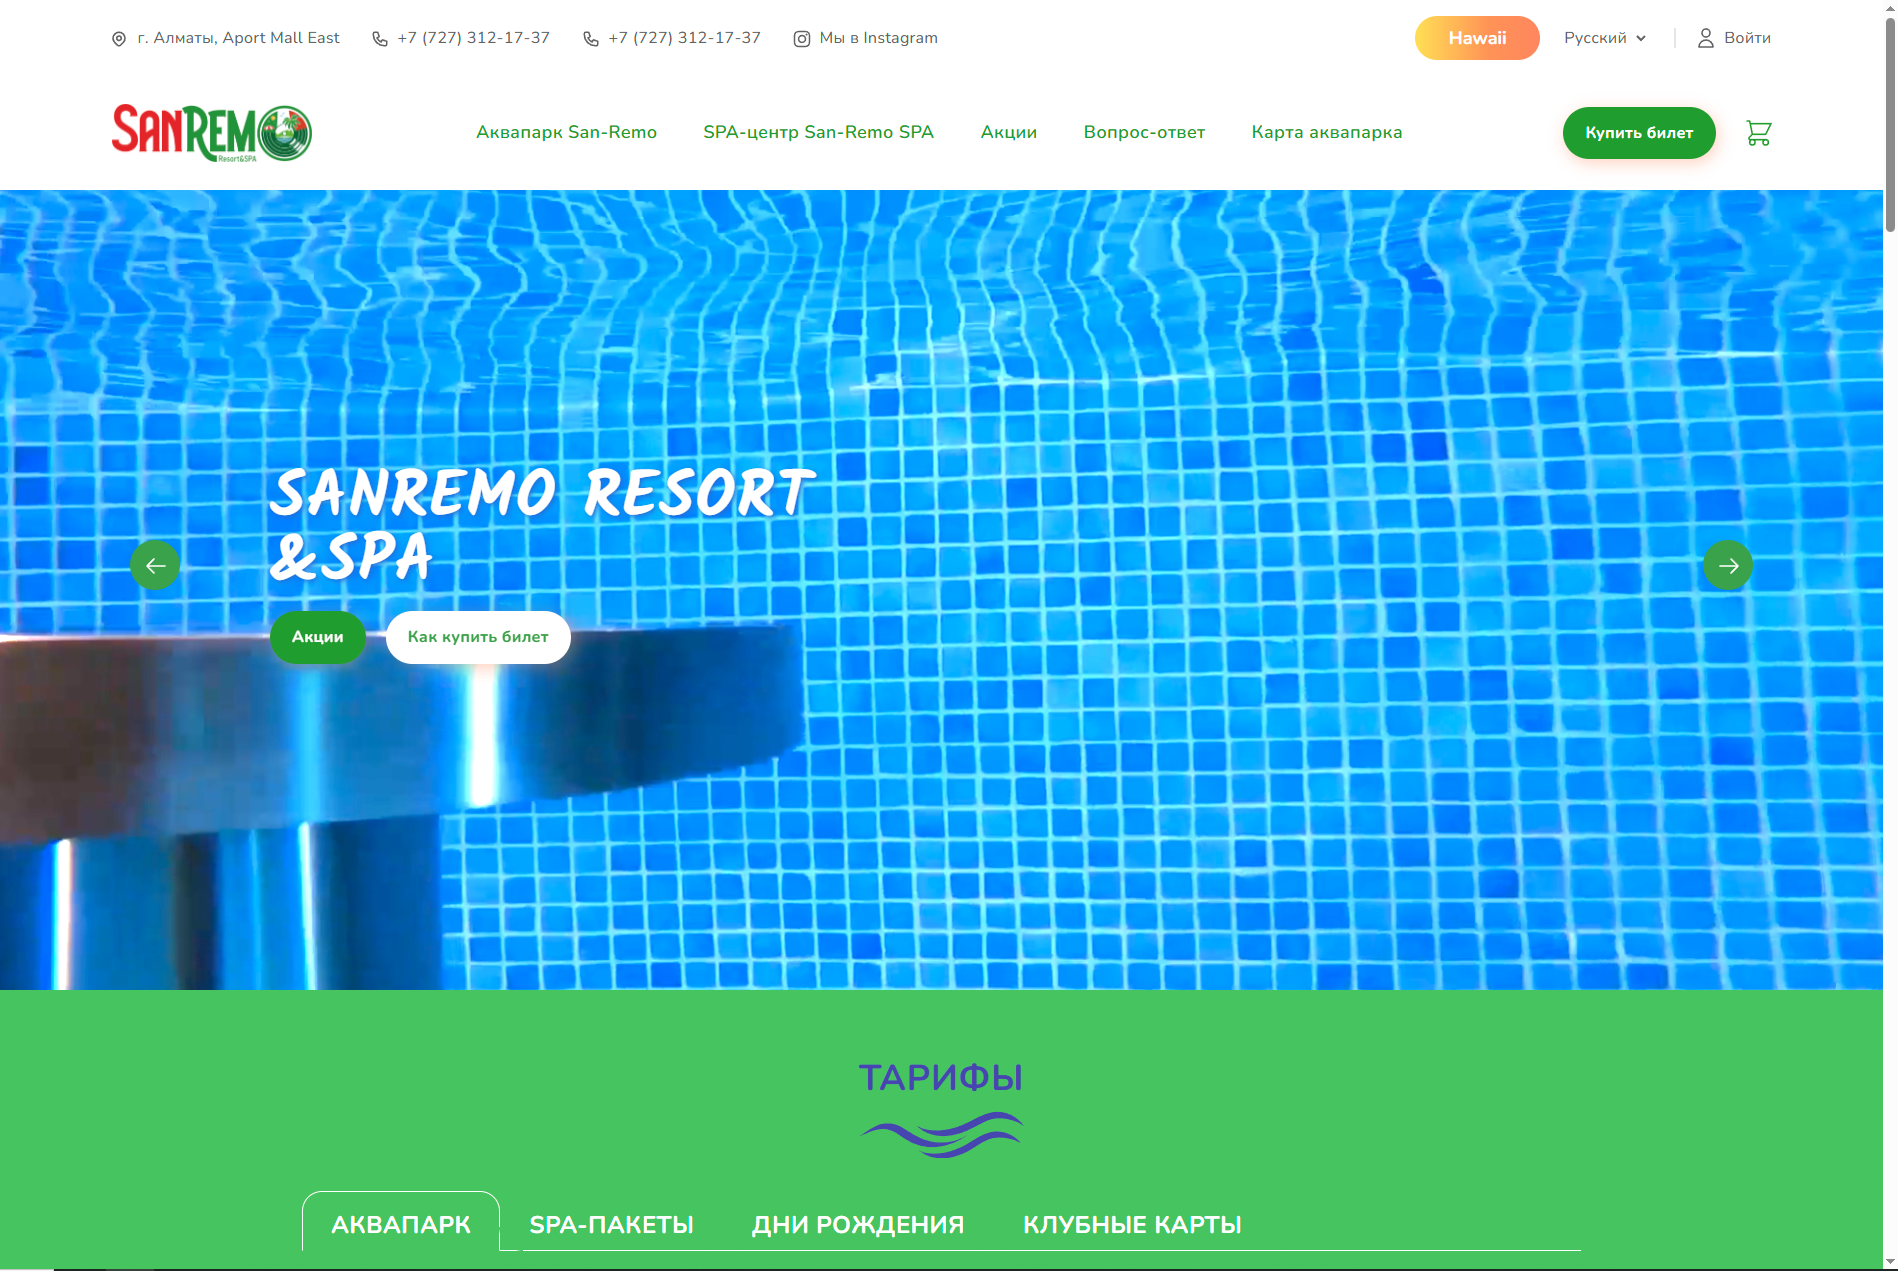 г. Алматы, Aport Mall East
+7 (727) 312-17-37
+7 (727) 312-17-37
Мы в Instagram
Hawaii
Русский
Войти
SANREMO
Resort&SPA
Аквапарк San-Remo
SPA-центр San-Remo SPA
Акции
Вопрос-ответ
Карта аквапарка
Купить билет
SANREMO RESORT
&SPA
Акции
Как купить билет
ТАРИФЫ
АКВАПАРК
SPA-ПАКЕТЫ
ДНИ РОЖДЕНИЯ
КЛУБНЫЕ КАРТЫ